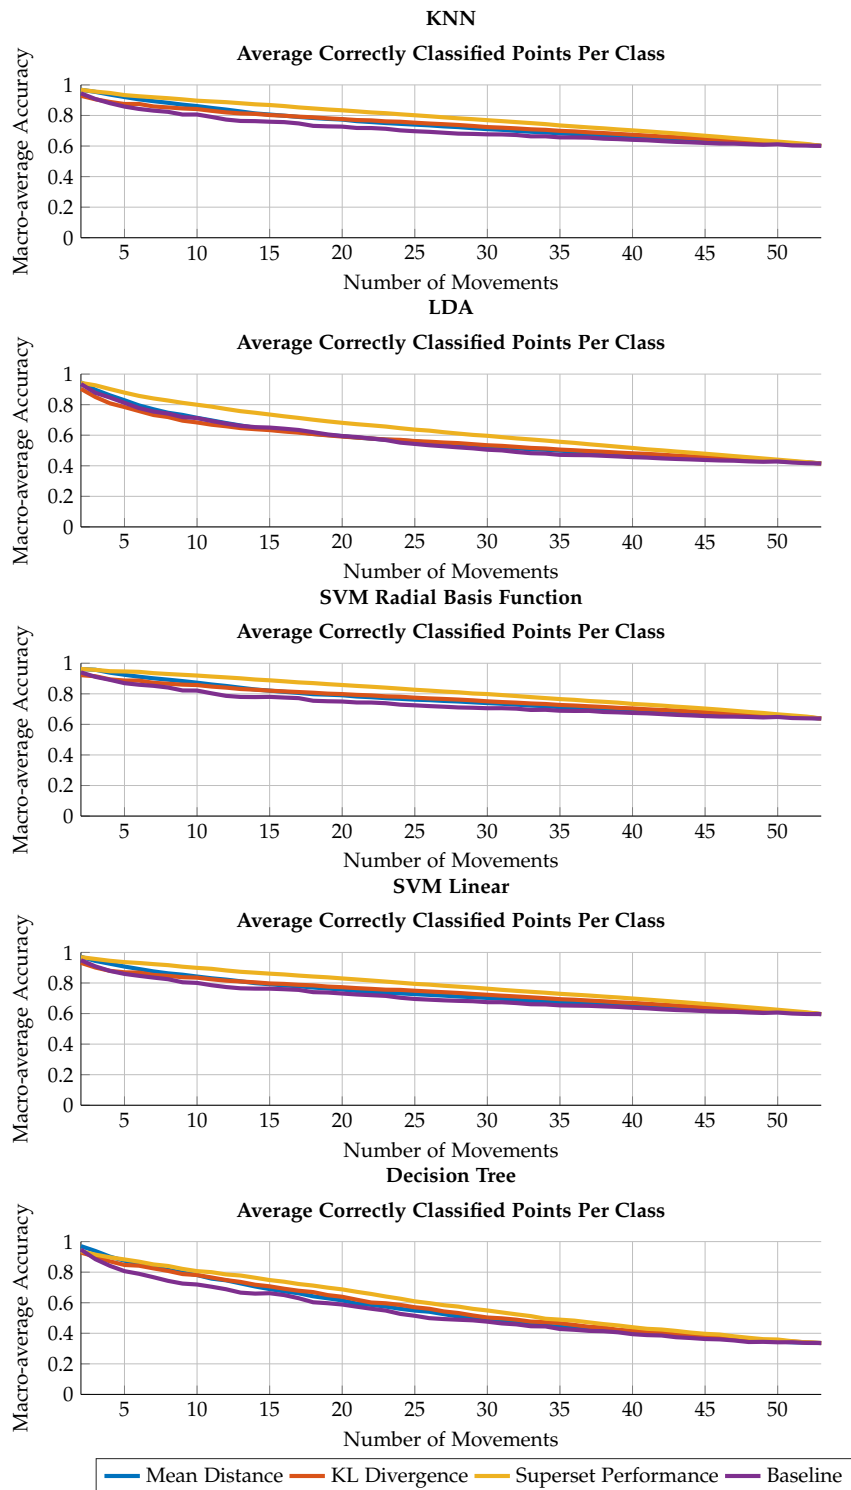 KNN
Average Correctly Classified Points Per Class
Macro-average Accuracy
1
0.8
0.6
0.4
0.2
0
5 10 15 20 25 30 35 40 45 50
Number of Movements
LDA
Average Correctly Classified Points Per Class
Macro-average Accuracy
1
0.8
0.6
0.4
0.2
0
5 10 15 20 25 30 35 40 45 50
Number of Movements
SVM Radial Basis Function
Average Correctly Classified Points Per Class
Macro-average Accuracy
1
0.8
0.6
0.4
0.2
0
5 10 15 20 25 30 35 40 45 50
Number of Movements
SVM Linear
Average Correctly Classified Points Per Class
Macro-average Accuracy
1
0.8
0.6
0.4
0.2
0
5 10 15 20 25 30 35 40 45 50
Number of Movements
Decision Tree
Average Correctly Classified Points Per Class
Macro-average Accuracy
1
0.8
0.6
0.4
0.2
0
5 10 15 20 25 30 35 40 45 50
Number of Movements
Mean Distance KL Divergence Superset Performance Baseline